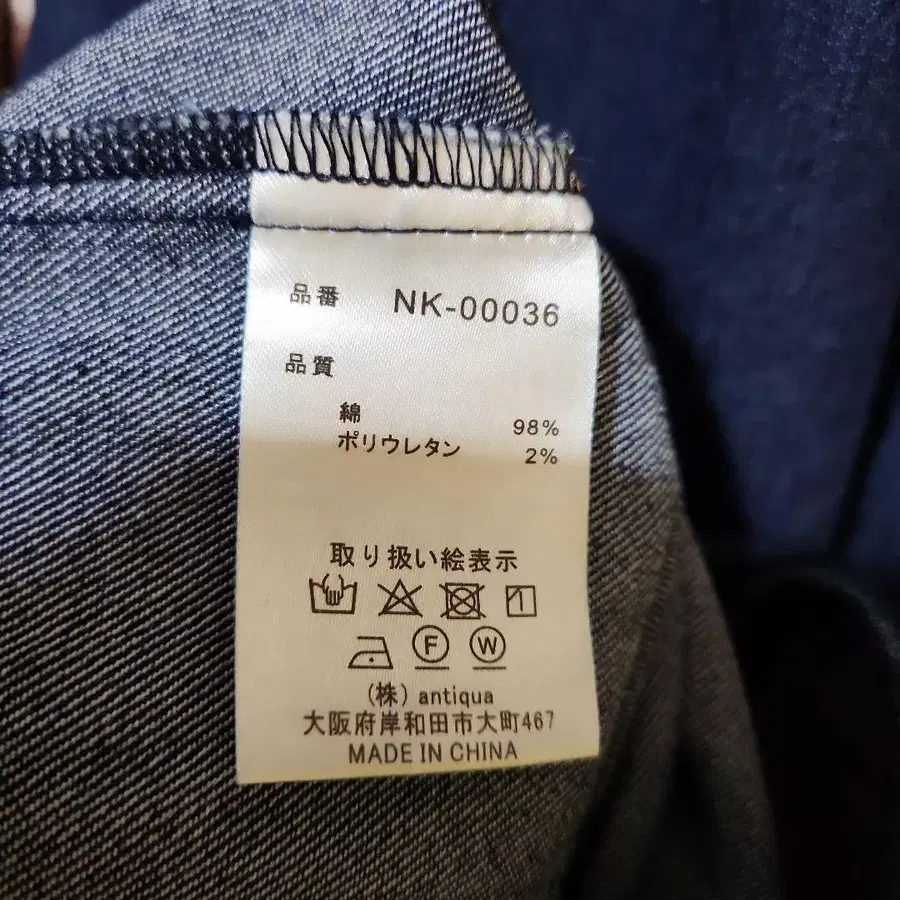 品番 NK-00036
品質
綿 98%
ポリウレタン 2%
取り扱い絵表示
F W
(株) antiqua
大阪府岸和田市大町467
MADE IN CHINA